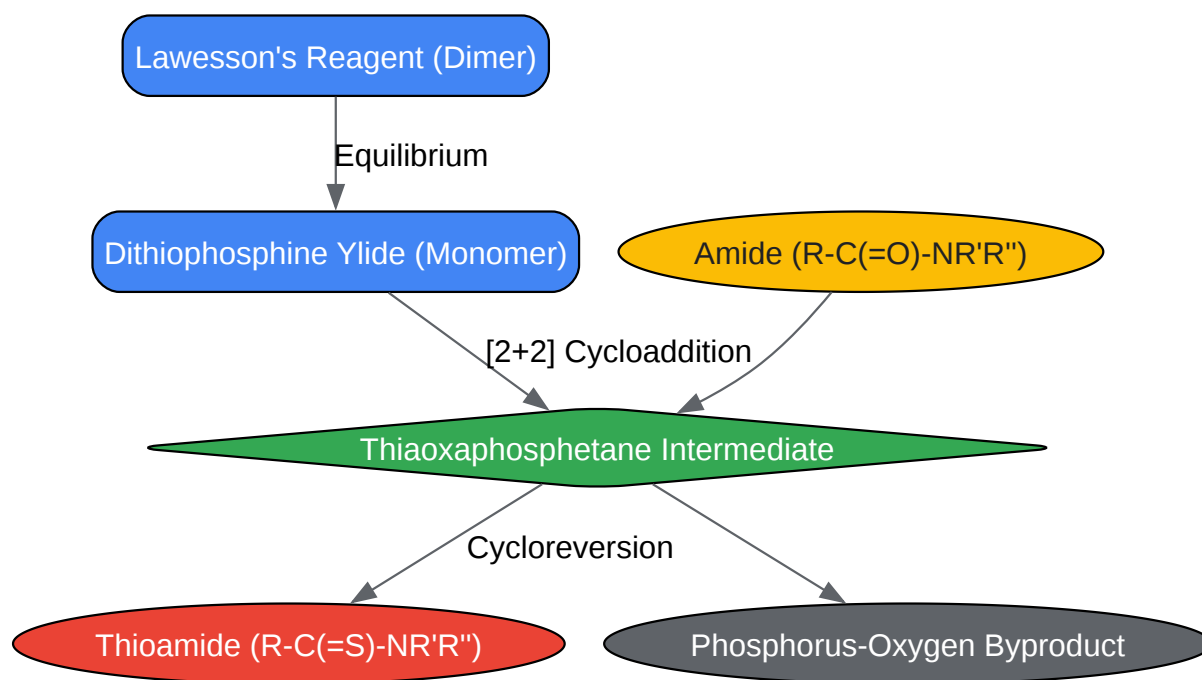 Lawesson's Reagent (Dimer)
Equilibrium
Dithiophosphine Ylide (Monomer)
Amide (R-C(=O)-NR'R'')
[2+2] Cycloaddition
Thiaoxaphosphetane Intermediate
Cycloreversion
Thioamide (R-C(=S)-NR'R'')
Phosphorus-Oxygen Byproduct